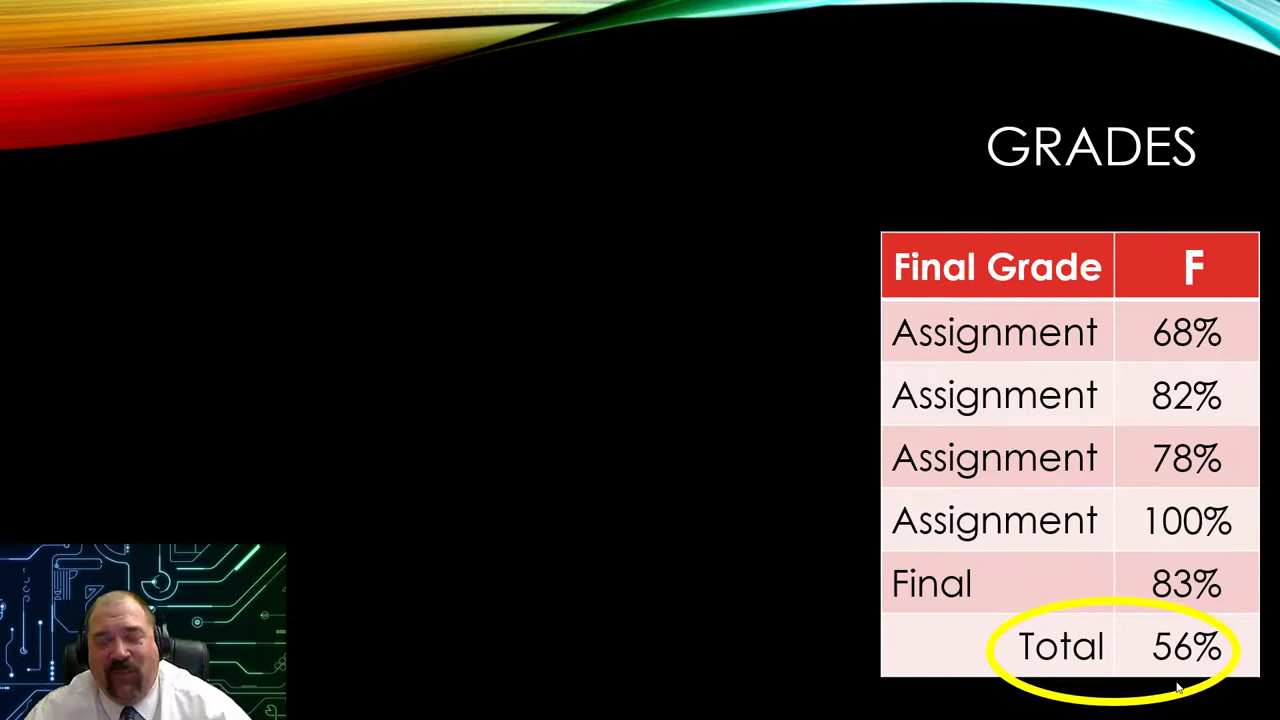 GRADES
Final Grade F
Assignment 68%
Assignment 82%
Assignment 78%
Assignment 100%
Final 83%
Total 56%